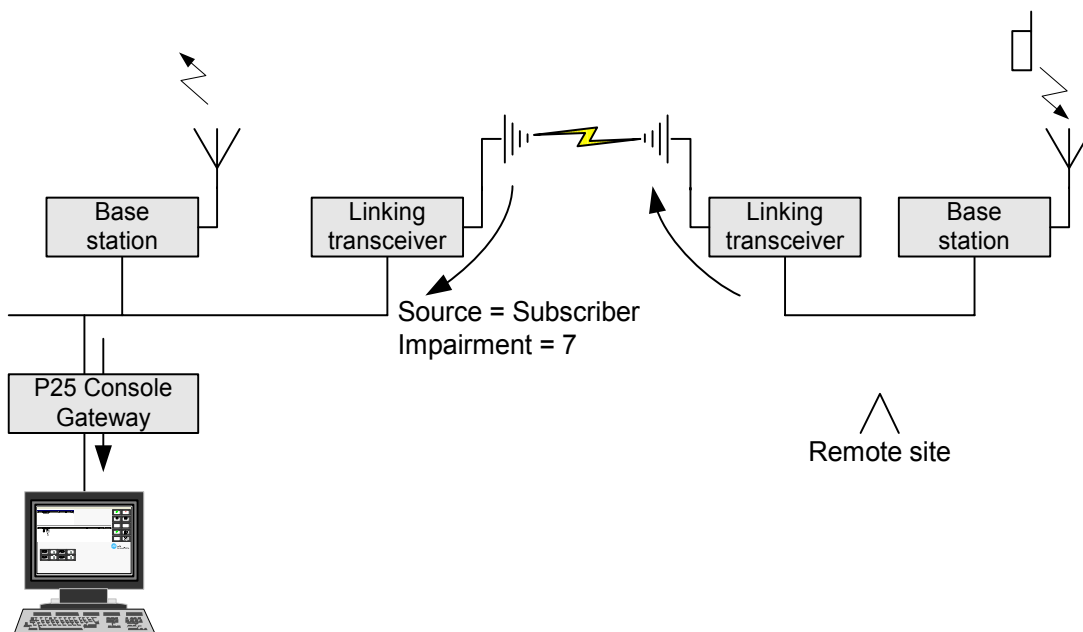 Base
station
Linking
transceiver
Linking
transceiver
Base
station
Source = Subscriber
Impairment = 7
P25 Console
Gateway
Remote site